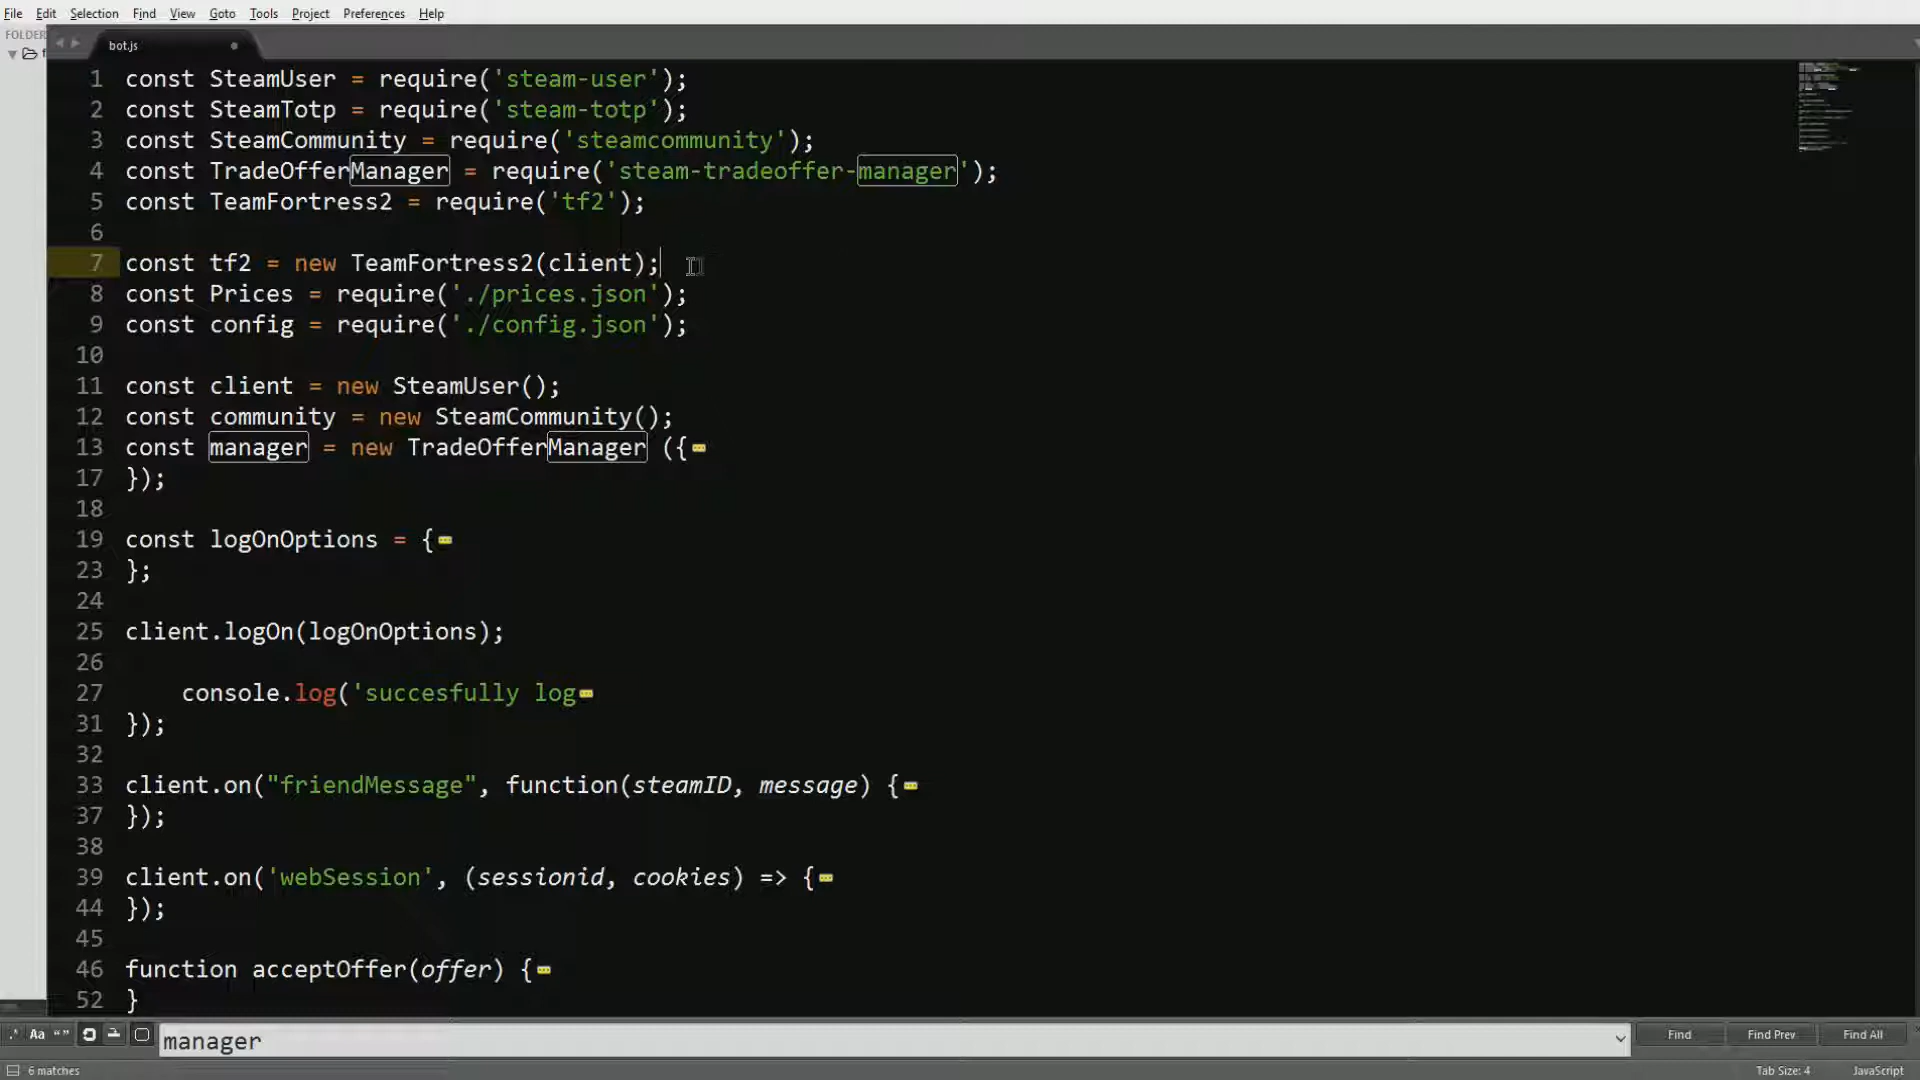 File Edit Selection Find View Goto Tools Project Preferences Help
FOLDER
bot.js
1 const SteamUser = require('steam-user');
2 const SteamTotp = require('steam-totp');
3 const SteamCommunity = require('steamcommunity');
4 const TradeOfferManager = require('steam-tradeoffer-manager');
5 const TeamFortress2 = require('tf2');
6
7 const tf2 = new TeamFortress2(client);
8 const Prices = require('./prices.json');
9 const config = require('./config.json');
10
11 const client = new SteamUser();
12 const community = new SteamCommunity();
13 const manager = new TradeOfferManager ({
17 });
18
19 const logOnOptions = {
23 };
24
25 client.logOn(logOnOptions);
26
27 console.log('succesfully log
31 });
32
33 client.on("friendMessage", function(steamID, message) {
37 });
38
39 client.on('webSession', (sessionid, cookies) => {
44 });
45
46 function acceptOffer(offer) {
52 }
.* Aa “” manager Find Find Prev Find All
6 matches Tab Size: 4 JavaScript